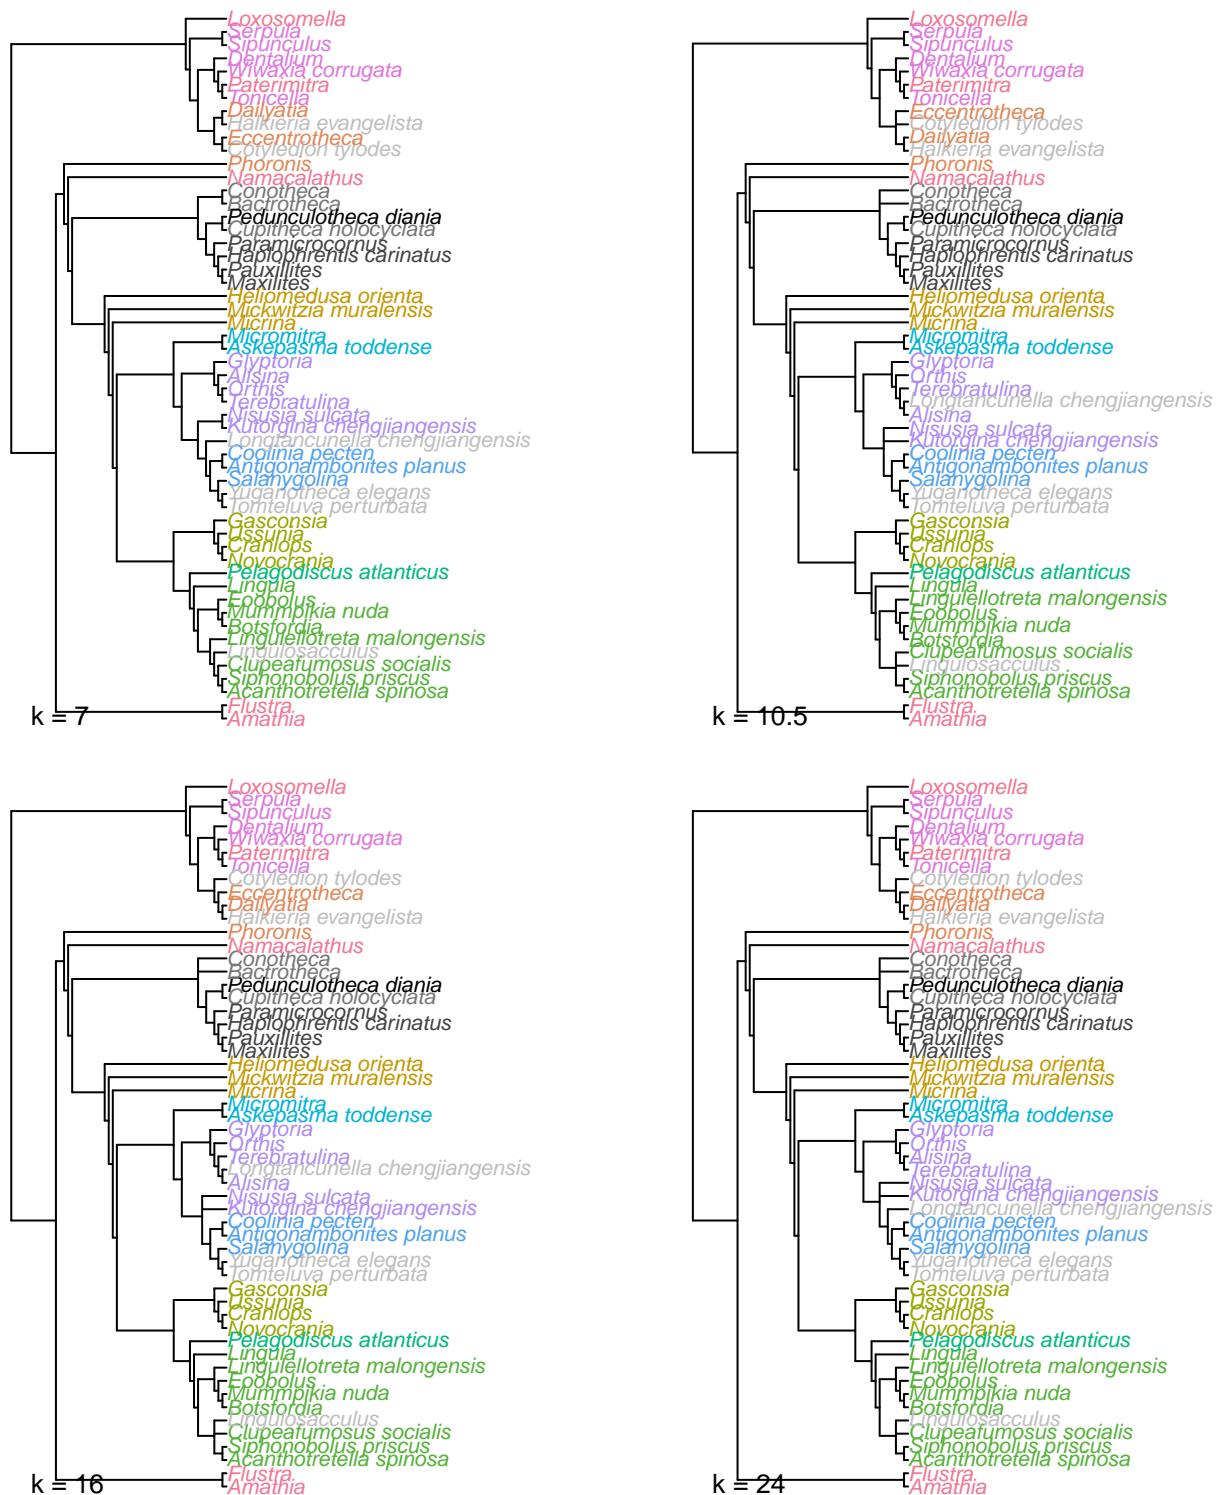 Loxosomella
Serpula
Sipunculus
Dentalium
Wiwaxia corrugata
Paterimitra
Tonicella
Dailyatia
Halkieria evangelista
Eccentrotheca
Cotyledion tylodes
Phoronis
Namacalathus
Conotheca
Bactrotheca
Pedunculotheca diania
Cupitheca holocyclata
Paramicrocornus
Haplophrentis carinatus
Pauxillites
Maxilites
Heliomedusa orienta
Mickwitzia muralensis
Micrina
Micromitra
Askepasma toddense
Glyptoria
Alisina
Orthis
Terebratulina
Nisusia sulcata
Kutorgina chengjiangensis
Longtancunella chengjiangensis
Coolinia pecten
Antigonambonites planus
Salanygolina
Yuganotheca elegans
Tomteluva perturbata
Gasconsia
Ussunia
Craniops
Novocrania
Pelagodiscus atlanticus
Lingula
Eoobolus
Mummpikia nuda
Botsfordia
Lingulellotreta malongensis
Lingulosacculus
Clupeafumosus socialis
Siphonobolus priscus
Acanthotretella spinosa
Flustra
Amathia
k = 7
Loxosomella
Serpula
Sipunculus
Dentalium
Wiwaxia corrugata
Paterimitra
Tonicella
Eccentrotheca
Cotyledion tylodes
Dailyatia
Halkieria evangelista
Phoronis
Namacalathus
Conotheca
Bactrotheca
Pedunculotheca diania
Cupitheca holocyclata
Paramicrocornus
Haplophrentis carinatus
Pauxillites
Maxilites
Heliomedusa orienta
Mickwitzia muralensis
Micrina
Micromitra
Askepasma toddense
Glyptoria
Orthis
Terebratulina
Longtancunella chengjiangensis
Alisina
Nisusia sulcata
Kutorgina chengjiangensis
Coolinia pecten
Antigonambonites planus
Salanygolina
Yuganotheca elegans
Tomteluva perturbata
Gasconsia
Ussunia
Craniops
Novocrania
Pelagodiscus atlanticus
Lingula
Lingulellotreta malongensis
Eoobolus
Mummpikia nuda
Botsfordia
Clupeafumosus socialis
Lingulosacculus
Siphonobolus priscus
Acanthotretella spinosa
Flustra
Amathia
k = 10.5
Loxosomella
Serpula
Sipunculus
Dentalium
Wiwaxia corrugata
Paterimitra
Tonicella
Cotyledion tylodes
Eccentrotheca
Dailyatia
Halkieria evangelista
Phoronis
Namacalathus
Conotheca
Bactrotheca
Pedunculotheca diania
Cupitheca holocyclata
Paramicrocornus
Haplophrentis carinatus
Pauxillites
Maxilites
Heliomedusa orienta
Mickwitzia muralensis
Micrina
Micromitra
Askepasma toddense
Glyptoria
Orthis
Terebratulina
Longtancunella chengjiangensis
Alisina
Nisusia sulcata
Kutorgina chengjiangensis
Coolinia pecten
Antigonambonites planus
Salanygolina
Yuganotheca elegans
Tomteluva perturbata
Gasconsia
Ussunia
Craniops
Novocrania
Pelagodiscus atlanticus
Lingula
Lingulellotreta malongensis
Eoobolus
Mummpikia nuda
Botsfordia
Lingulosacculus
Clupeafumosus socialis
Siphonobolus priscus
Acanthotretella spinosa
Flustra
Amathia
k = 16
Loxosomella
Serpula
Sipunculus
Dentalium
Wiwaxia corrugata
Paterimitra
Tonicella
Cotyledion tylodes
Eccentrotheca
Dailyatia
Halkieria evangelista
Phoronis
Namacalathus
Conotheca
Bactrotheca
Pedunculotheca diania
Cupitheca holocyclata
Paramicrocornus
Haplophrentis carinatus
Pauxillites
Maxilites
Heliomedusa orienta
Mickwitzia muralensis
Micrina
Micromitra
Askepasma toddense
Glyptoria
Orthis
Alisina
Terebratulina
Nisusia sulcata
Kutorgina chengjiangensis
Longtancunella chengjiangensis
Coolinia pecten
Antigonambonites planus
Salanygolina
Yuganotheca elegans
Tomteluva perturbata
Gasconsia
Ussunia
Craniops
Novocrania
Pelagodiscus atlanticus
Lingula
Lingulellotreta malongensis
Eoobolus
Mummpikia nuda
Botsfordia
Lingulosacculus
Clupeafumosus socialis
Siphonobolus priscus
Acanthotretella spinosa
Flustra
Amathia
k = 24